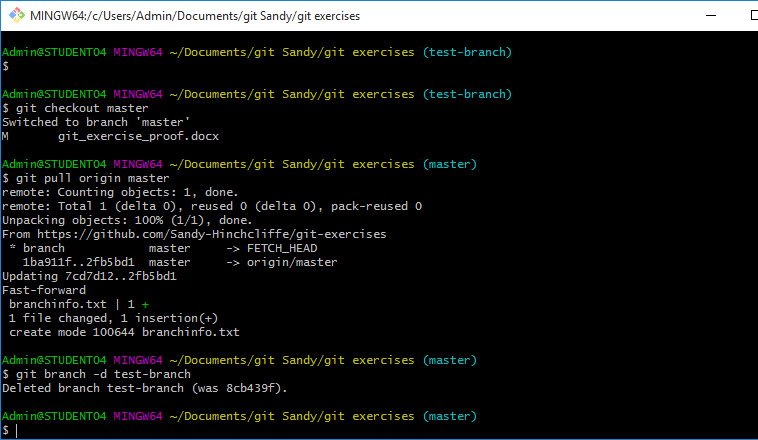 MINGW64:/c/Users/Admin/Documents/git Sandy/git exercises
Admin@STUDENT04 MINGW64 ~/Documents/git Sandy/git exercises (test-branch)
$
Admin@STUDENT04 MINGW64 ~/Documents/git Sandy/git exercises (test-branch)
$ git checkout master
Switched to branch 'master'
M       git_exercise_proof.docx
Admin@STUDENT04 MINGW64 ~/Documents/git Sandy/git exercises (master)
$ git pull origin master
remote: Counting objects: 1, done.
remote: Total 1 (delta 0), reused 0 (delta 0), pack-reused 0
Unpacking objects: 100% (1/1), done.
From https://github.com/Sandy-Hinchcliffe/git-exercises
 * branch            master     -> FETCH_HEAD
   1ba911f..2fb5bd1  master     -> origin/master
Updating 7cd7d12..2fb5bd1
Fast-forward
 branchinfo.txt | 1 +
 1 file changed, 1 insertion(+)
 create mode 100644 branchinfo.txt
Admin@STUDENT04 MINGW64 ~/Documents/git Sandy/git exercises (master)
$ git branch -d test-branch
Deleted branch test-branch (was 8cb439f).
Admin@STUDENT04 MINGW64 ~/Documents/git Sandy/git exercises (master)
$